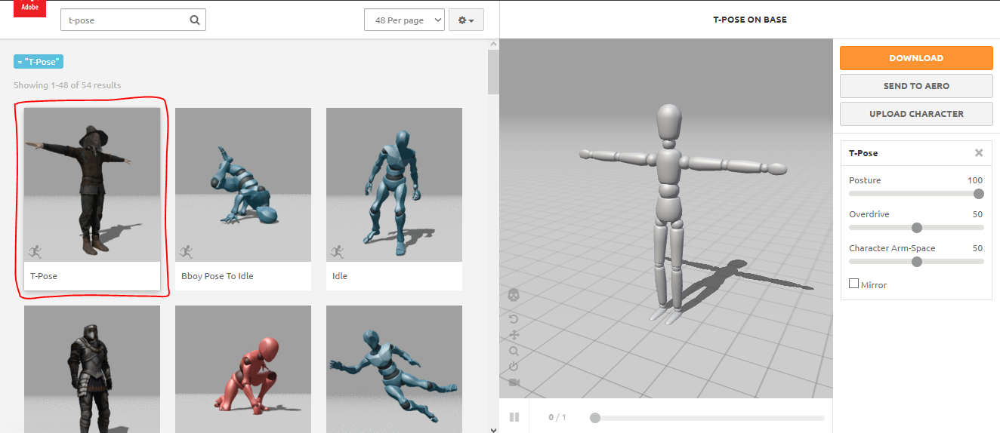 Adobe
t-pose
48 Per page
T-POSE ON BASE
× "T-Pose"
Showing 1-48 of 54 results
T-Pose
Bboy Pose To Idle
Idle
DOWNLOAD
SEND TO AERO
UPLOAD CHARACTER
T-Pose ×
Posture 100
Overdrive 50
Character Arm-Space 50
Mirror
0 / 1